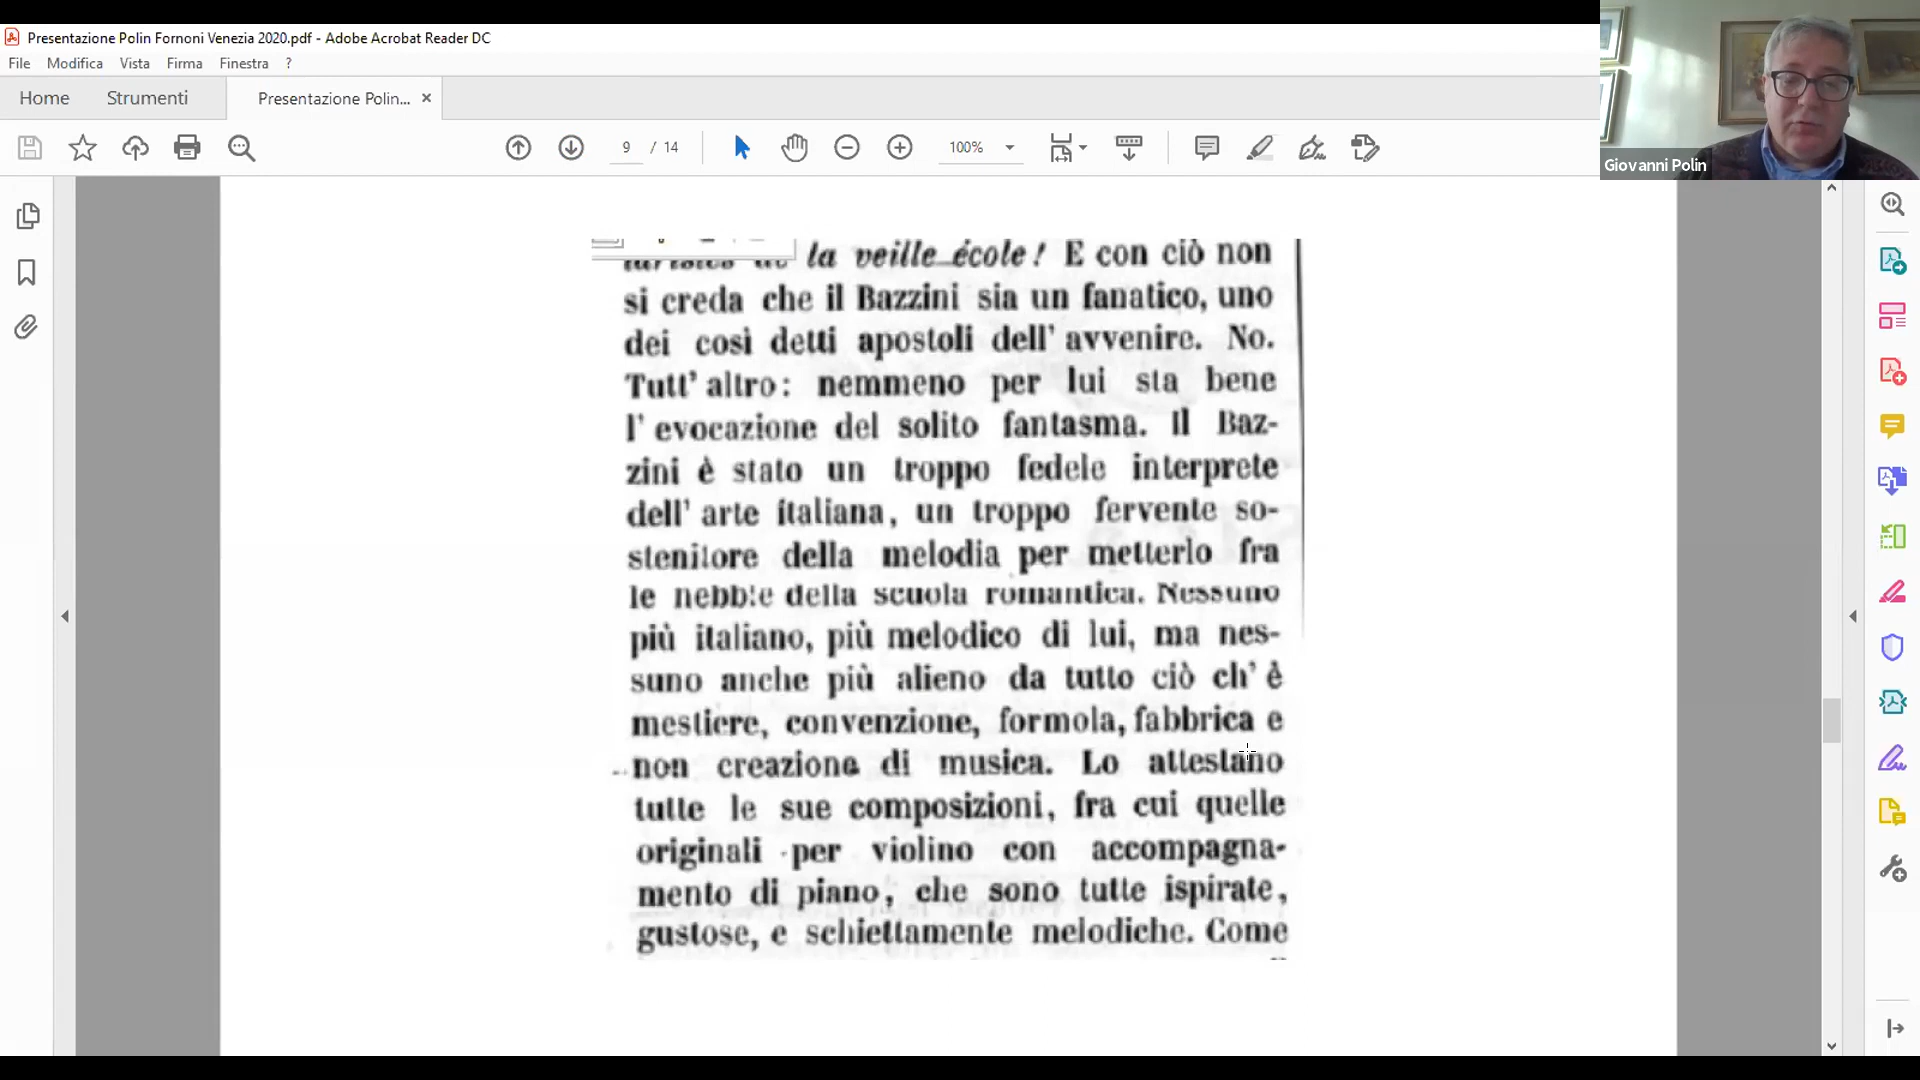 Presentazione Polin Fornoni Venezia 2020.pdf - Adobe Acrobat Reader DC
File Modifica Vista Firma Finestra ?
Home Strumenti Presentazione Polin... ×
9 / 14 100%
Giovanni Polin
la veille école! E con ciò non
si creda che il Bazzini sia un fanatico, uno
dei così detti apostoli dell' avvenire. No.
Tutt' altro: nemmeno per lui sta bene
l' evocazione del solito fantasma. Il Baz-
zini è stato un troppo fedele interprete
dell' arte italiana, un troppo fervente so-
stenitore della melodia per metterlo fra
le nebbie della scuola romantica. Nessuno
più italiano, più melodico di lui, ma nes-
suno anche più alieno da tutto ciò ch' è
mestiere, convenzione, formola, fabbrica e
non creazione di musica. Lo attestano
tutte le sue composizioni, fra cui quelle
originali per violino con accompagna-
mento di piano, che sono tutte ispirate,
gustose, e schiettamente melodiche. Come